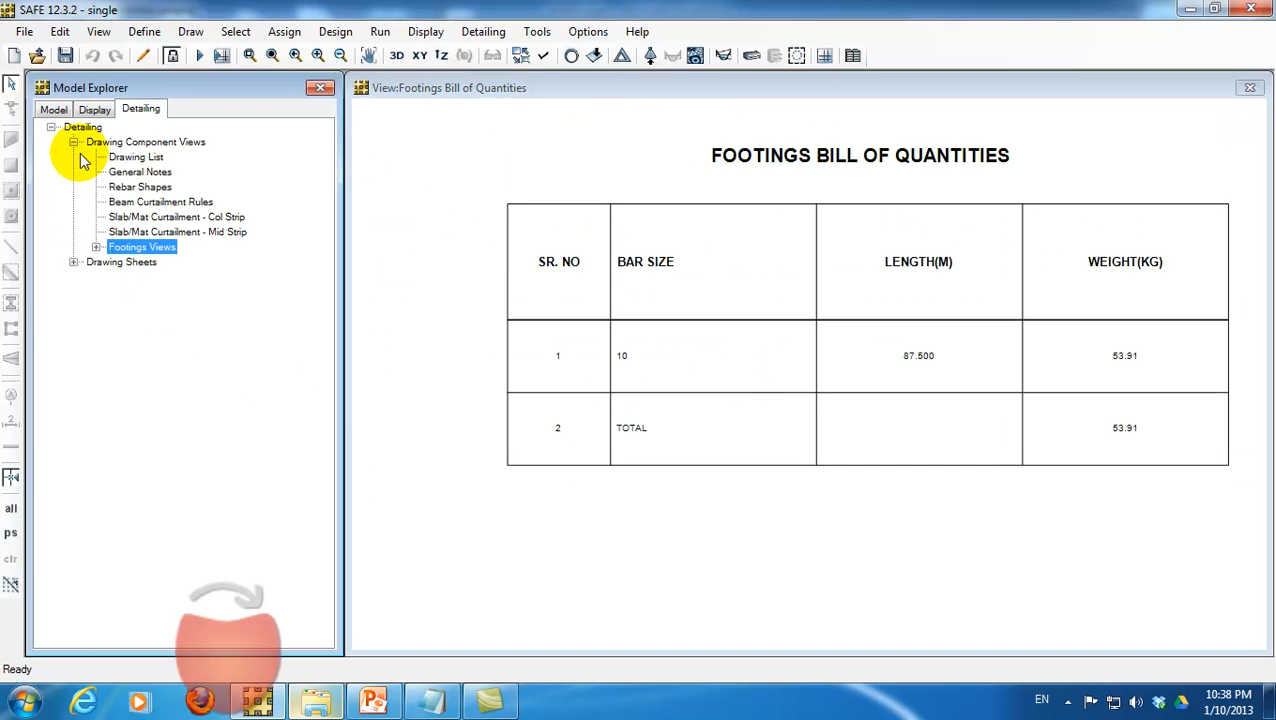 SAFE 12.3.2 - single
File Edit View Define Draw Select Assign Design Run Display Detailing Tools Options Help
3D XY
Model Explorer
View:Footings Bill of Quantities
Model Display Detailing
Detailing
Drawing Component Views
Drawing List
General Notes
Rebar Shapes
Beam Curtailment Rules
Slab/Mat Curtailment - Col Strip
Slab/Mat Curtailment - Mid Strip
Footings Views
Drawing Sheets
FOOTINGS BILL OF QUANTITIES
SR. NO BAR SIZE LENGTH(M) WEIGHT(KG)
1 10 87.500 53.91
2 TOTAL 53.91
all
ps
clr
Ready
EN
10:38 PM
1/10/2013